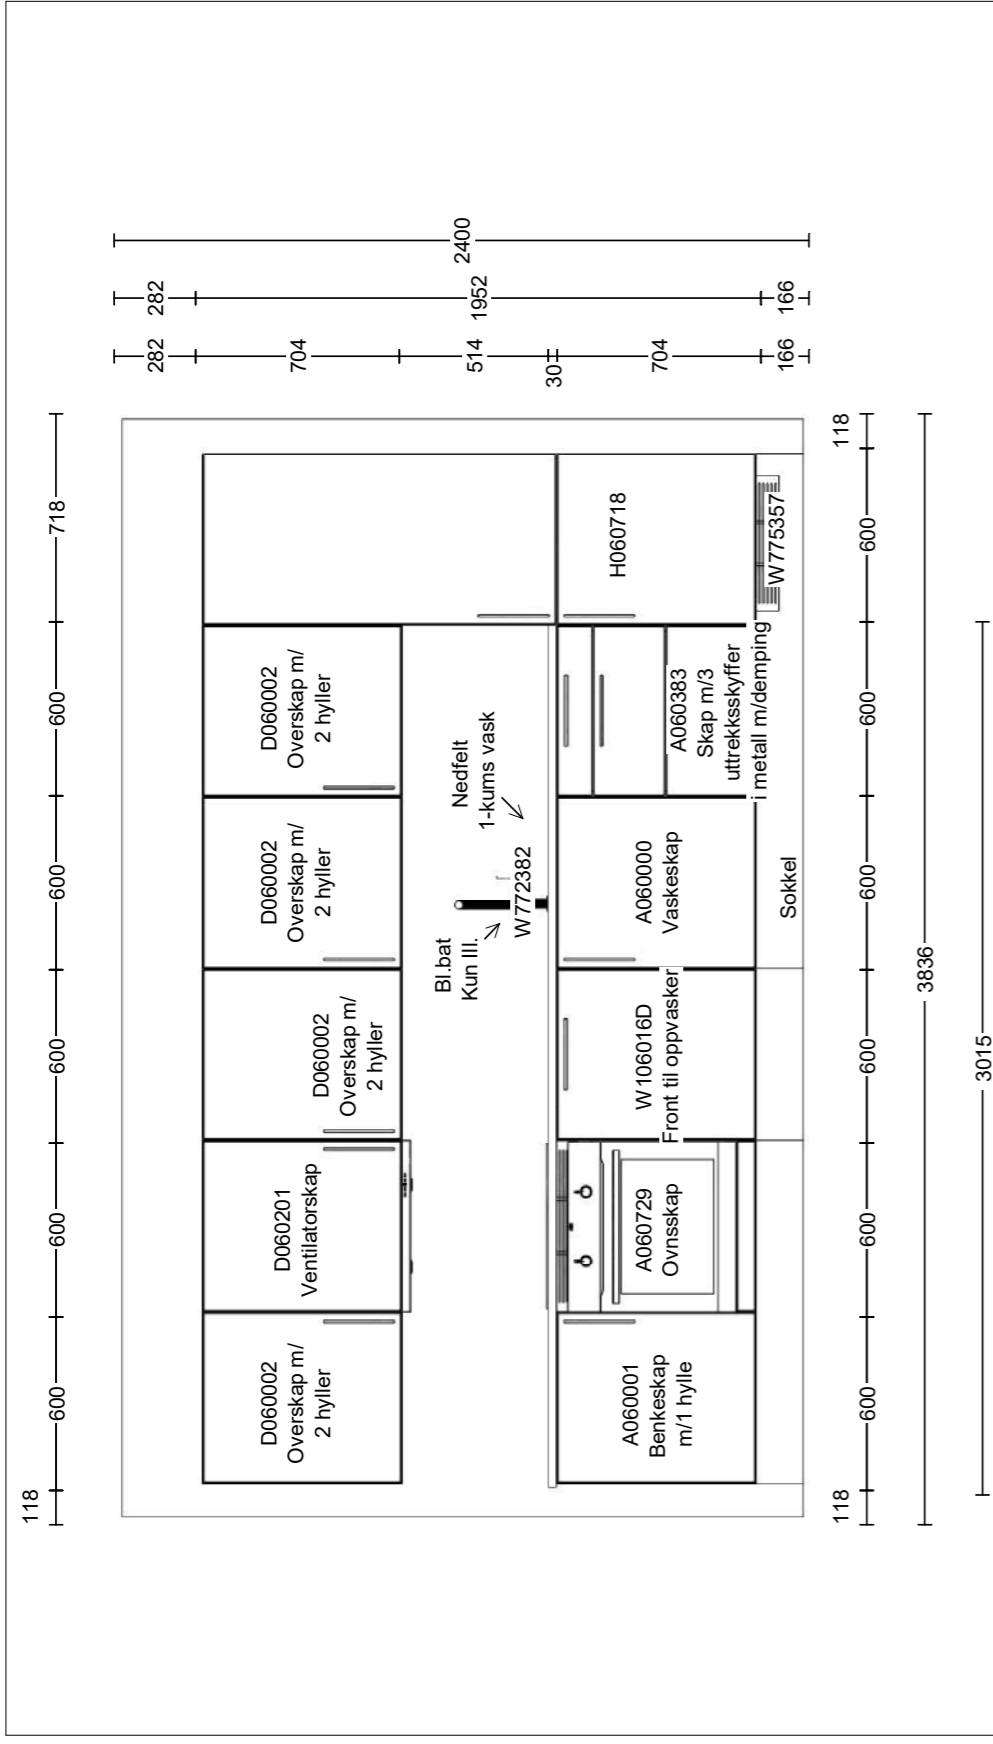 118
600
600
600
600
600
718
D060002
Overskap m/
2 hyller
D060201
Ventilatorskap
D060002
Overskap m/
2 hyller
D060002
Overskap m/
2 hyller
D060002
Overskap m/
2 hyller
Bl.bat
Kun Ill.
W772382
Nedfelt
1-kums vask
A060001
Benkeskap
m/1 hylle
A060729
Ovnsskap
W106016D
Front til oppvasker
A060000
Vaskeskap
A060383
Skap m/3
uttrekksskyffer
i metall m/demping
H060718
W775357
Sokkel
282
704
514
30
704
166
282
1952
166
2400
118
600
600
600
600
600
600
118
3836
3015